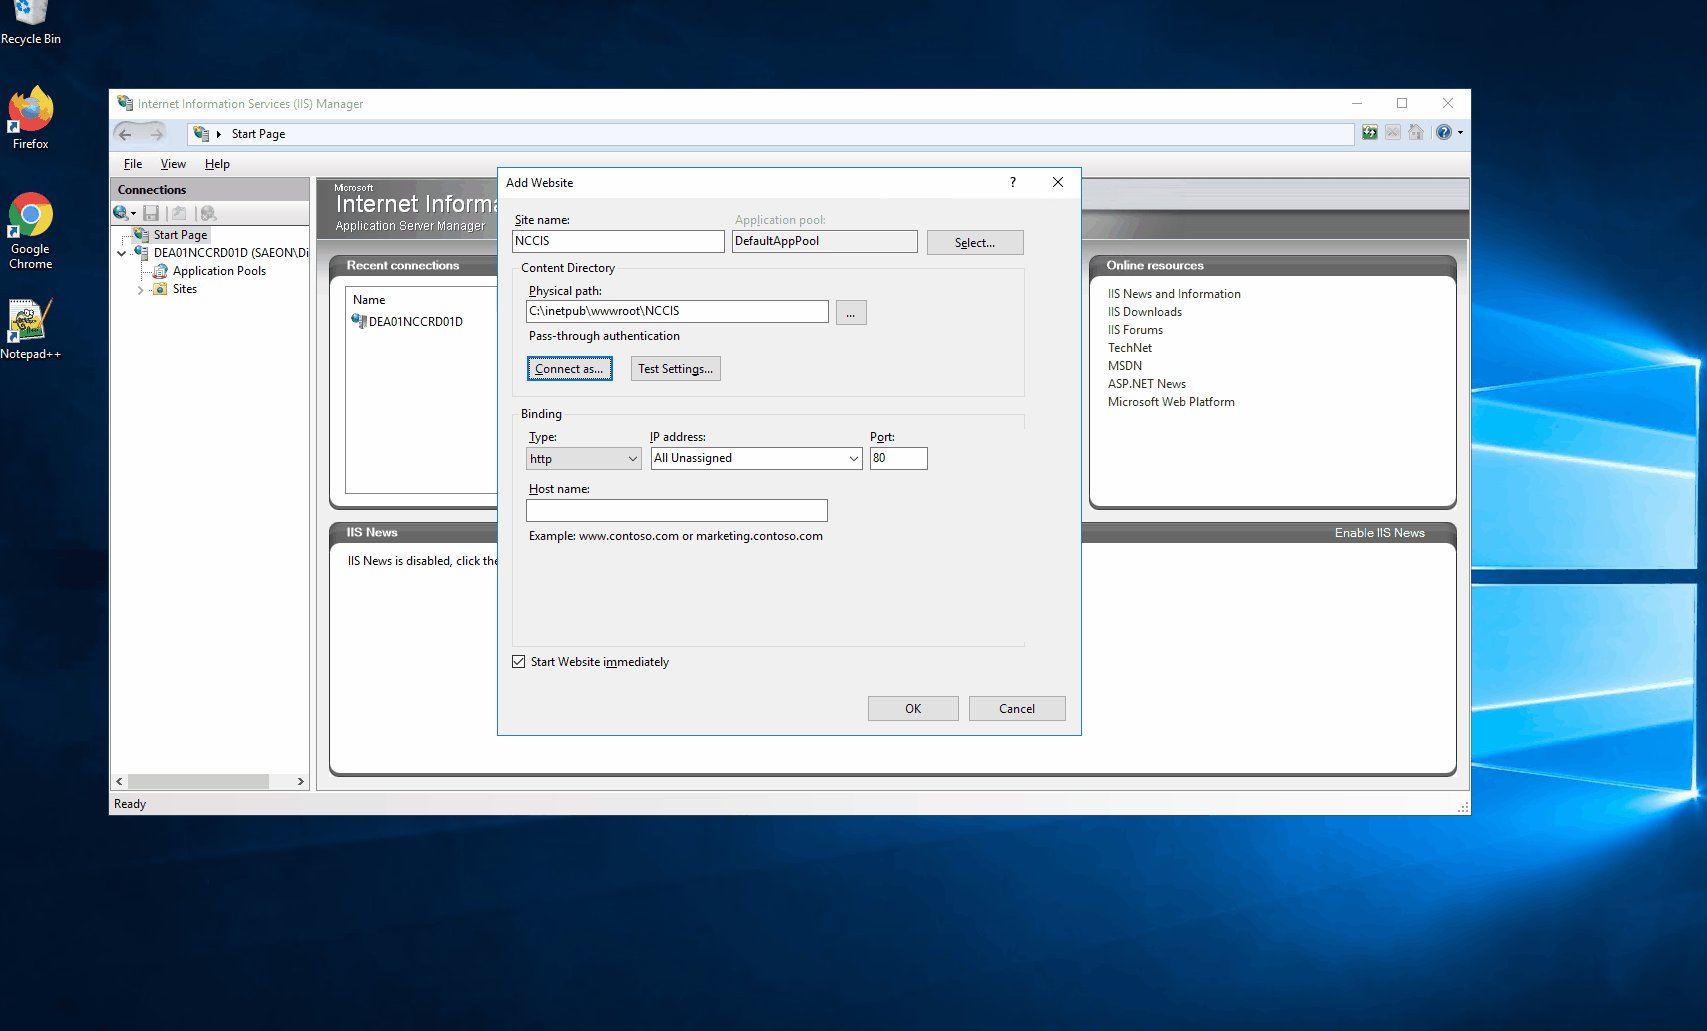 Recycle Bin
Firefox
Google
Chrome
Notepad++
Internet Information Services (IIS) Manager
Start Page
File View Help
Connections
Start Page
DEA01NCCRD01D (SAEON\Di
Application Pools
Sites
Microsoft
Internet Informa
Application Server Manager
Recent connections
Name
DEA01NCCRD01D
IIS News
IIS News is disabled, click the
Enable IIS News
Add Website
?
Site name:
NCCIS
Application pool:
DefaultAppPool
Select...
Content Directory
Physical path:
C:\inetpub\wwwroot\NCCIS
...
Pass-through authentication
Connect as...
Test Settings...
Binding
Type:
http
IP address:
All Unassigned
Port:
80
Host name:
Example: www.contoso.com or marketing.contoso.com
Start Website immediately
OK
Cancel
Online resources
IIS News and Information
IIS Downloads
IIS Forums
TechNet
MSDN
ASP.NET News
Microsoft Web Platform
Ready